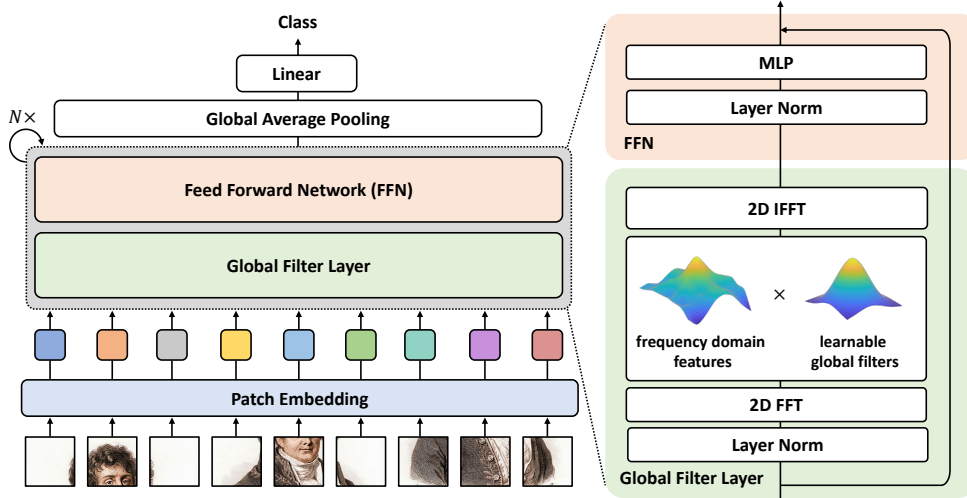 Class
Linear
Global Average Pooling
N×
Feed Forward Network (FFN)
Global Filter Layer
Patch Embedding
MLP
Layer Norm
FFN
2D IFFT
×
frequency domain
features
learnable
global filters
2D FFT
Layer Norm
Global Filter Layer